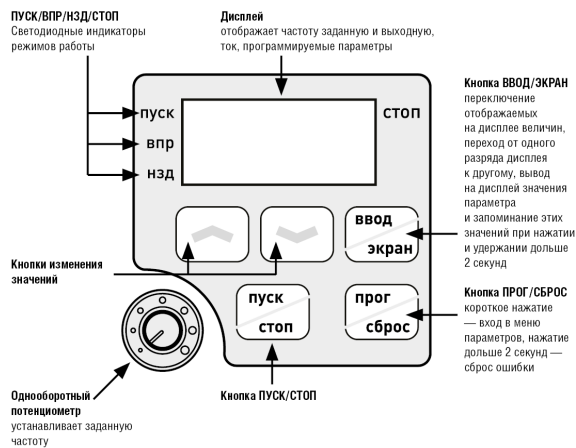 ПУСК/ВПР/НЗД/СТОП
Светодиодные индикаторы
режимов работы
Дисплей
отображает частоту заданную и выходную,
ток, программируемые параметры
пуск
впр
нзд
стоп
Кнопка ВВОД/ЭКРАН
переключение
отображаемых
на дисплее величин,
переход от одного
разряда дисплея
к другому, вывод
на дисплей значения
параметра
и запоминание этих
значений при нажатии
и удержании дольше
2 секунд
ввод
экран
Кнопки изменения
значений
пуск
стоп
прог
сброс
Кнопка ПРОГ/СБРОС
короткое нажатие
— вход в меню
параметров, нажатие
дольше 2 секунд —
сброс ошибки
Однооборотный
потенциометр
устанавливает заданную
частоту
Кнопка ПУСК/СТОП